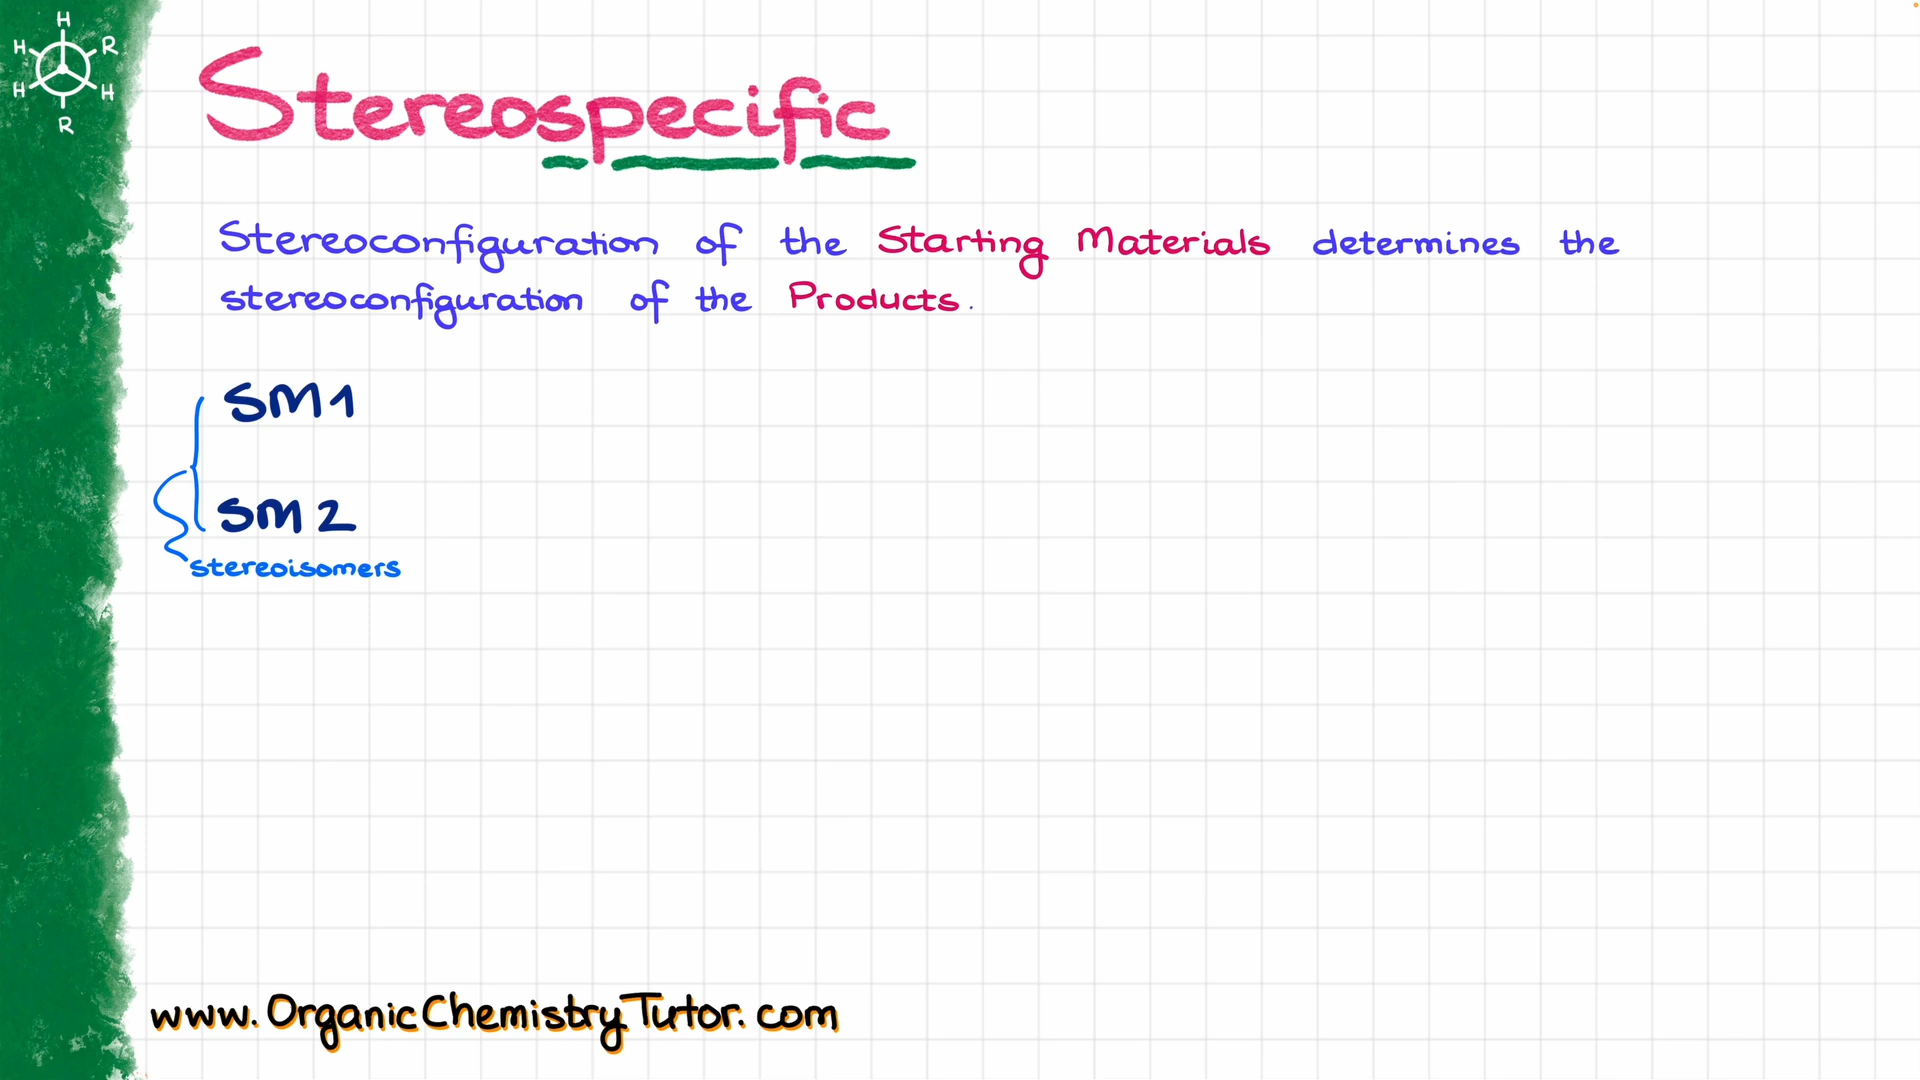 H
H R
H H
R
Stereospecific
Stereoconfiguration of the Starting Materials determines the
stereoconfiguration of the Products.
SM1
SM2
stereoisomers
www.OrganicChemistryTutor.com